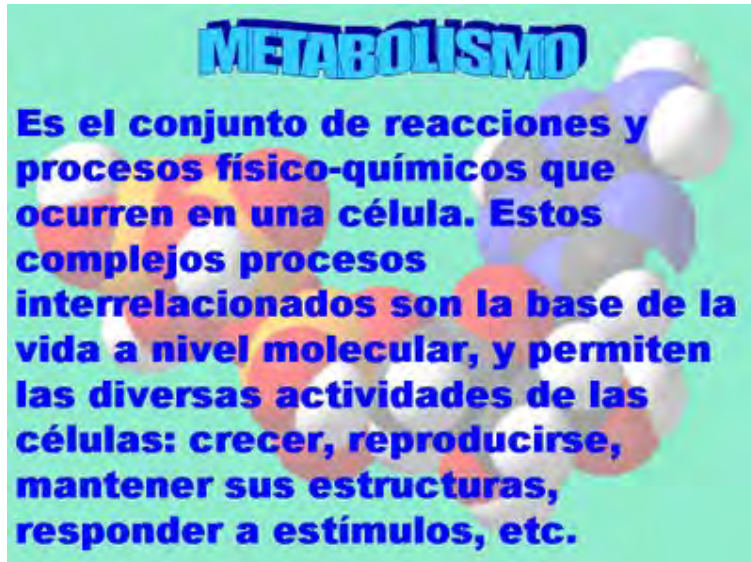 METABOLISMO
Es el conjunto de reacciones y
procesos físico-químicos que
ocurren en una célula. Estos
complejos procesos
interrelacionados son la base de la
vida a nivel molecular, y permiten
las diversas actividades de las
células: crecer, reproducirse,
mantener sus estructuras,
responder a estímulos, etc.